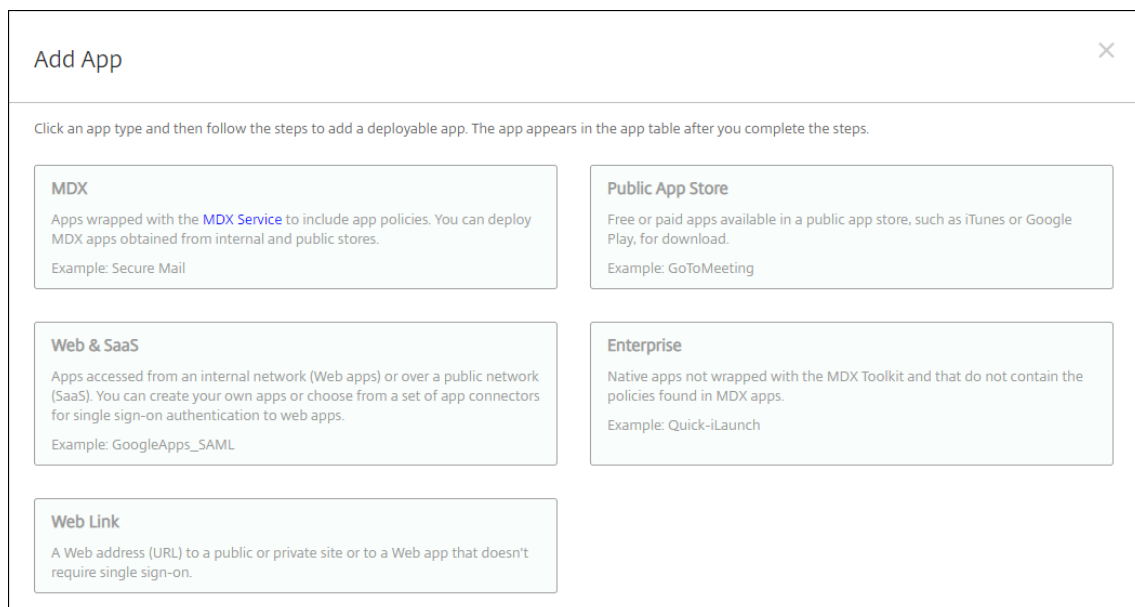 Add App
Click an app type and then follow the steps to add a deployable app. The app appears in the app table after you complete the steps.
MDX
Apps wrapped with the MDX Service to include app policies. You can deploy
MDX apps obtained from internal and public stores.
Example: Secure Mail
Public App Store
Free or paid apps available in a public app store, such as iTunes or Google
Play, for download.
Example: GoToMeeting
Web & SaaS
Apps accessed from an internal network (Web apps) or over a public network
(SaaS). You can create your own apps or choose from a set of app connectors
for single sign-on authentication to web apps.
Example: GoogleApps_SAML
Enterprise
Native apps not wrapped with the MDX Toolkit and that do not contain the
policies found in MDX apps.
Example: Quick-iLaunch
Web Link
A Web address (URL) to a public or private site or to a Web app that doesn't
require single sign-on.